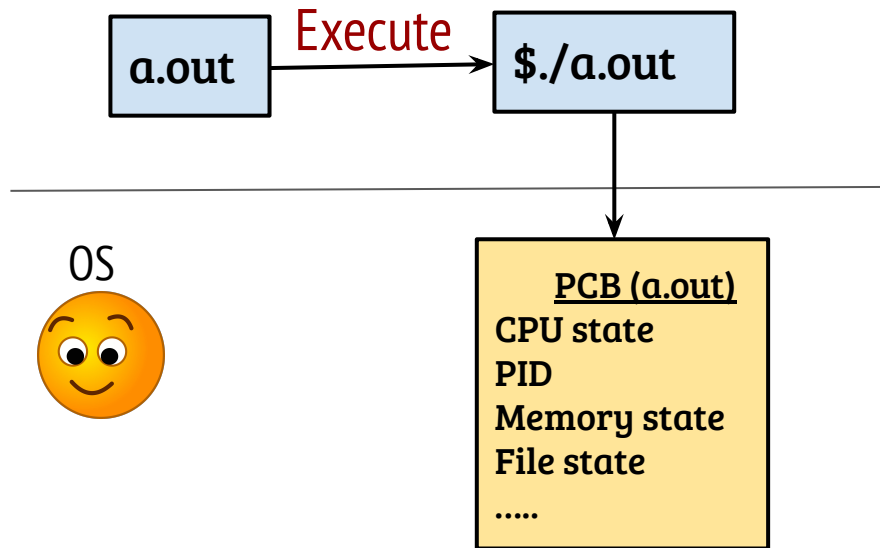 a.out
Execute
$./a.out
OS
PCB (a.out)
CPU state
PID
Memory state
File state
.....